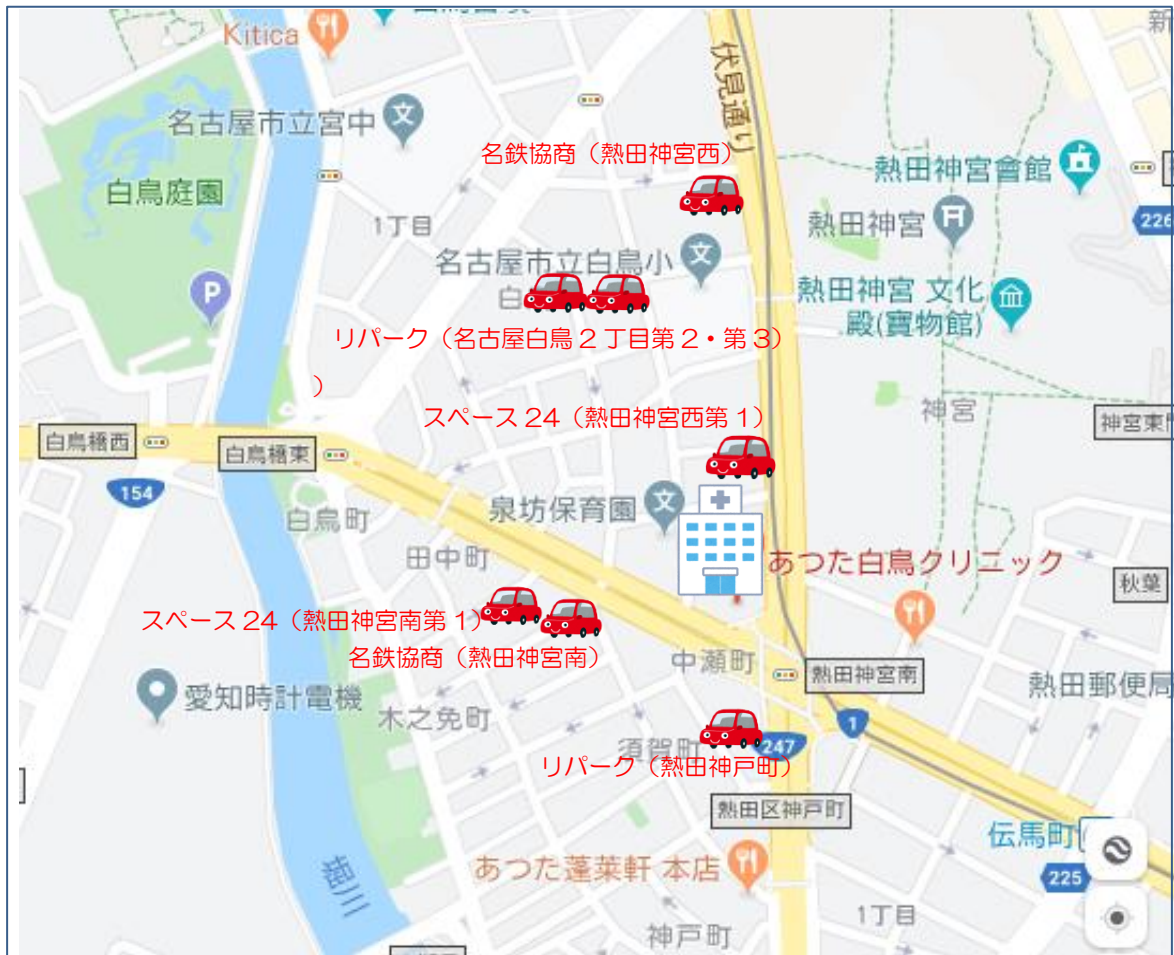 Kitica
新
伏見通り
名古屋市立宮中
名鉄協商（熱田神宮西）
白鳥庭園
熱田神宮會館
1丁目
226
熱田神宮
名古屋市立白鳥小
白
P
熱田神宮 文化
殿(寶物館)
リパーク（名古屋白鳥2丁目第2・第3）
）
スペース24（熱田神宮西第1）
神宮
神宮東門
白鳥橋西
白鳥橋東
154
泉坊保育園
白鳥町
田中町
あつた白鳥クリニック
秋葉
スペース24（熱田神宮南第1）
名鉄協商（熱田神宮南）
中瀬町
熱田神宮南
熱田郵便局
愛知時計電機
木之免町
1
須賀町
247
リパーク（熱田神戸町）
熱田区神戸町
伝馬町
堀川
あつた蓬莱軒 本店
225
1丁目
神戸町